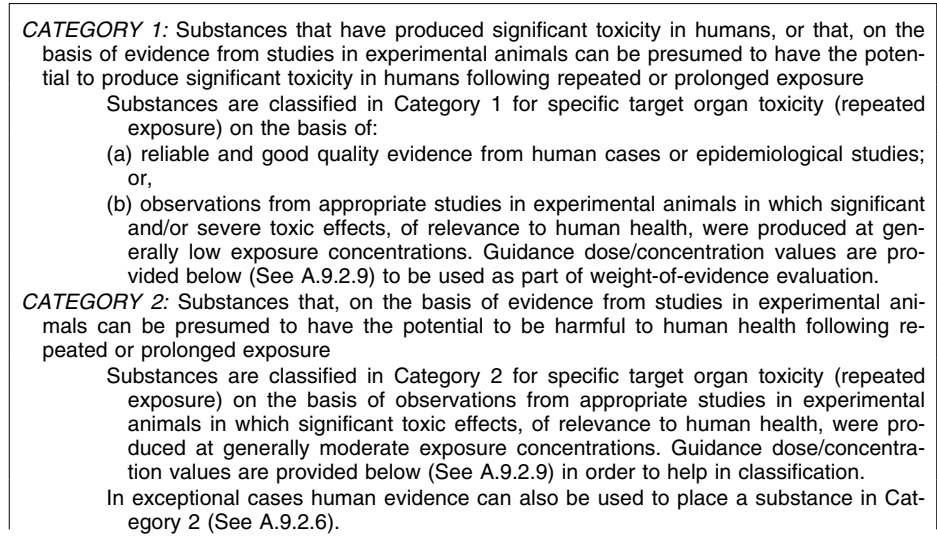 CATEGORY 1: Substances that have produced significant toxicity in humans, or that, on the
basis of evidence from studies in experimental animals can be presumed to have the poten-
tial to produce significant toxicity in humans following repeated or prolonged exposure
Substances are classified in Category 1 for specific target organ toxicity (repeated
exposure) on the basis of:
(a) reliable and good quality evidence from human cases or epidemiological studies;
or,
(b) observations from appropriate studies in experimental animals in which significant
and/or severe toxic effects, of relevance to human health, were produced at gen-
erally low exposure concentrations. Guidance dose/concentration values are pro-
vided below (See A.9.2.9) to be used as part of weight-of-evidence evaluation.
CATEGORY 2: Substances that, on the basis of evidence from studies in experimental ani-
mals can be presumed to have the potential to be harmful to human health following re-
peated or prolonged exposure
Substances are classified in Category 2 for specific target organ toxicity (repeated
exposure) on the basis of observations from appropriate studies in experimental
animals in which significant toxic effects, of relevance to human health, were pro-
duced at generally moderate exposure concentrations. Guidance dose/concentra-
tion values are provided below (See A.9.2.9) in order to help in classification.
In exceptional cases human evidence can also be used to place a substance in Cat-
egory 2 (See A.9.2.6).